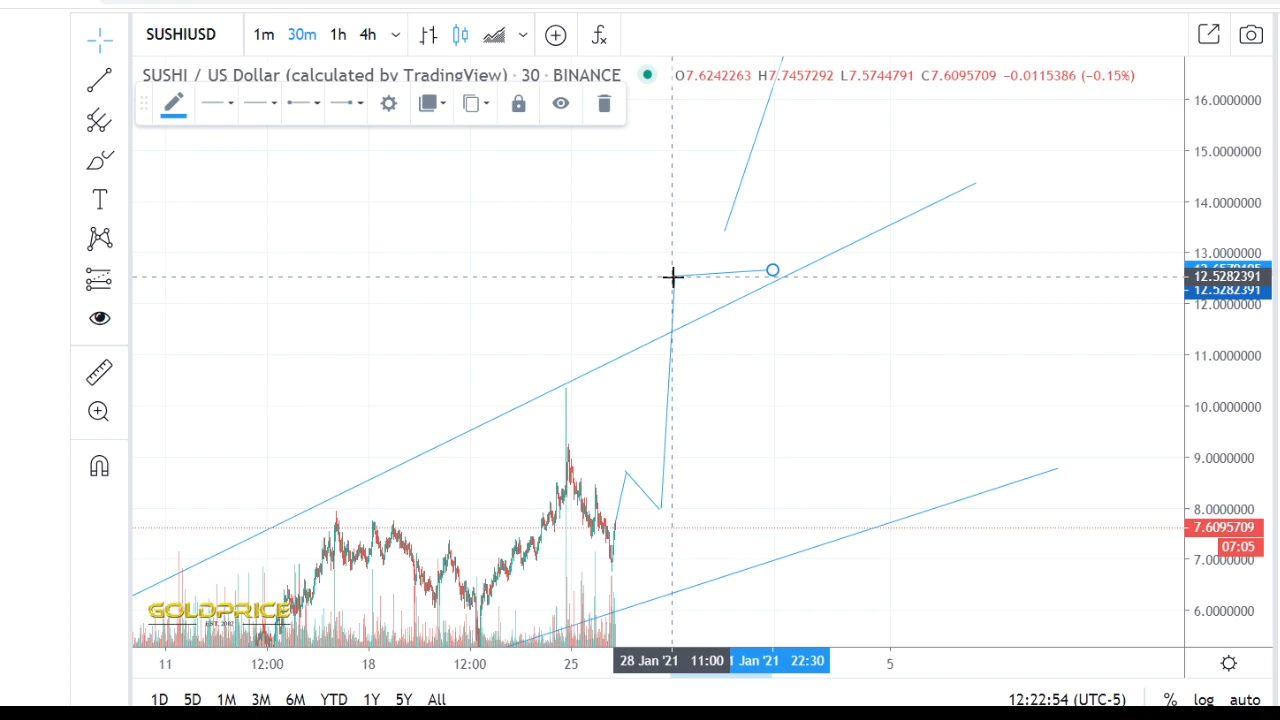 SUSHIUSD 1m 30m 1h 4h
SUSHI / US Dollar (calculated by TradingView) · 30 · BINANCE O7.6242263 H7.7457292 L7.5744791 C7.6095709 −0.0115386 (−0.15%)
16.0000000
15.0000000
14.0000000
13.0000000
12.5282391
12.5282391
12.0000000
11.0000000
10.0000000
9.0000000
8.0000000
7.6095709
07:05
7.0000000
6.0000000
GOLDPRICE
EST. 2002
11 12:00 18 12:00 25 28 Jan '21 11:00 Jan '21 22:30 5
1D 5D 1M 3M 6M YTD 1Y 5Y All 12:22:54 (UTC-5) % log auto